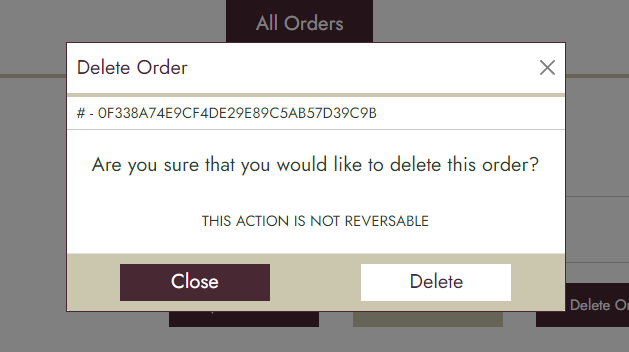 All Orders
Delete Order
# - 0F338A74E9CF4DE29E89C5AB57D39C9B
Are you sure that you would like to delete this order?
THIS ACTION IS NOT REVERSABLE
Close
Delete
Delete